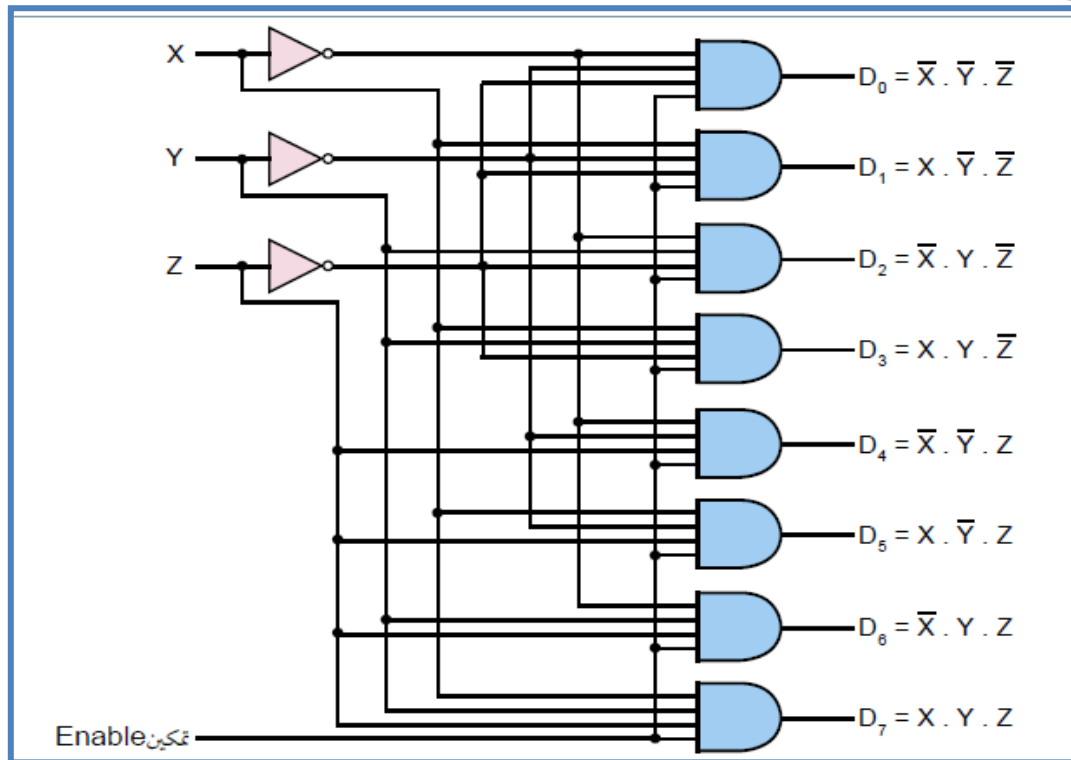 X
Y
Z
Enable تمكين
D₀ = X̅ . Y̅ . Z̅
D₁ = X . Y̅ . Z̅
D₂ = X̅ . Y . Z̅
D₃ = X . Y . Z̅
D₄ = X̅ . Y̅ . Z
D₅ = X . Y̅ . Z
D₆ = X̅ . Y . Z
D₇ = X . Y . Z